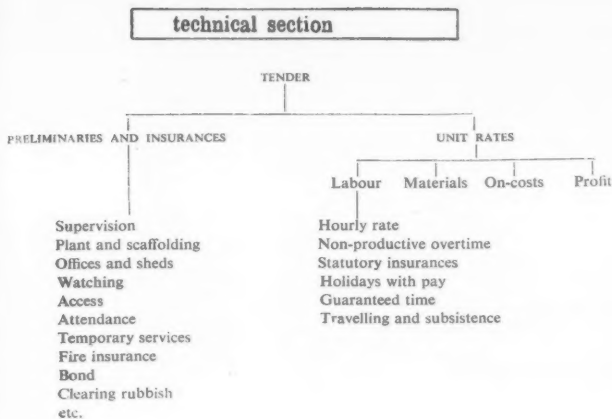 technical section
TENDER
PRELIMINARIES AND INSURANCES
UNIT RATES
Labour Materials On-costs Profit
Supervision
Plant and scaffolding
Offices and sheds
Watching
Access
Attendance
Temporary services
Fire insurance
Bond
Clearing rubbish
etc.
Hourly rate
Non-productive overtime
Statutory insurances
Holidays with pay
Guaranteed time
Travelling and subsistence